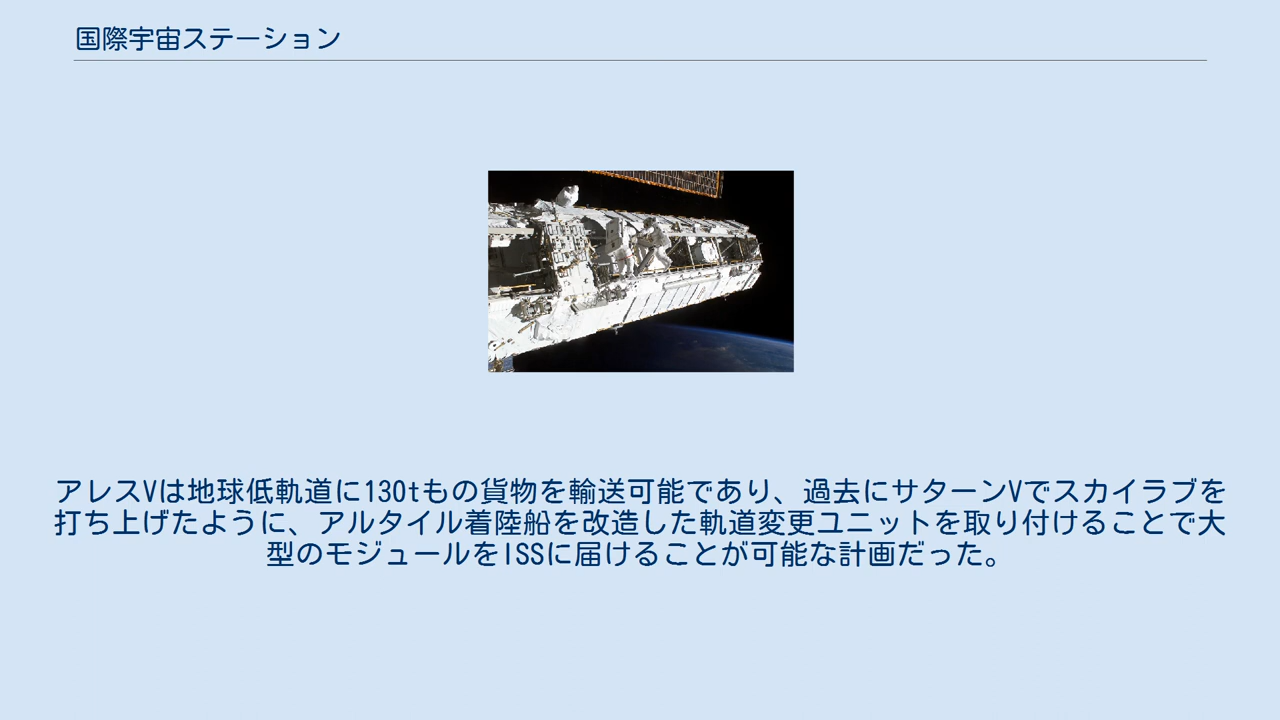 国際宇宙ステーション
アレスVは地球低軌道に130tもの貨物を輸送可能であり、過去にサターンVでスカイラブを
打ち上げたように、アルタイル着陸船を改造した軌道変更ユニットを取り付けることで大
型のモジュールをISSに届けることが可能な計画だった。